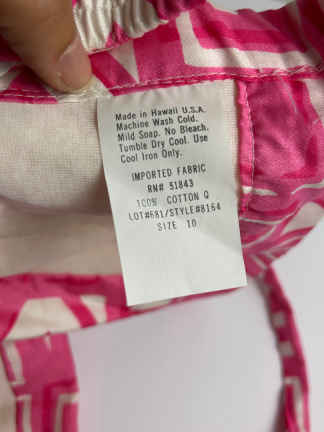 Made in Hawaii U.S.A.
Machine Wash Cold.
Mild Soap. No Bleach.
Tumble Dry Cool. Use
Cool Iron Only.
IMPORTED FABRIC
RN# 51843
100% COTTON Q
LOT#681/STYLE#8164
SIZE 10